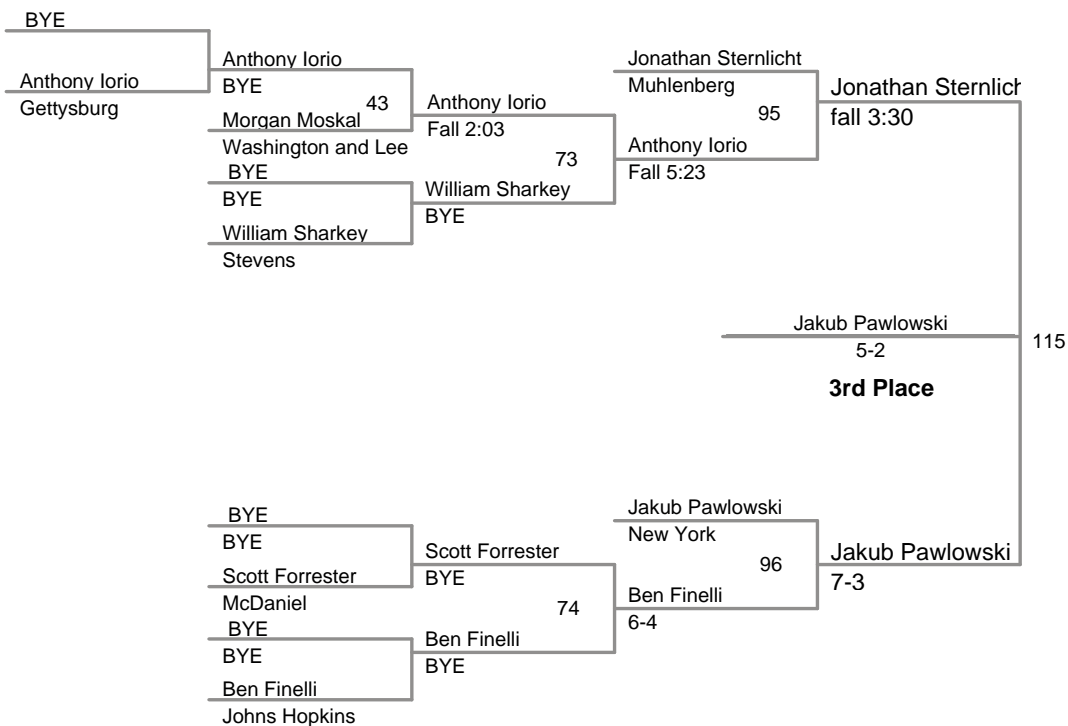 BYE
Anthony Iorio
Gettysburg
Anthony Iorio
BYE
43
Morgan Moskal
Washington and Lee
BYE
BYE
William Sharkey
Stevens
Anthony Iorio
Fall 2:03
73
William Sharkey
BYE
Jonathan Sternlicht
Muhlenberg
95
Anthony Iorio
Fall 5:23
Jonathan Sternlich
fall 3:30
Jakub Pawlowski
5-2
115
3rd Place
BYE
BYE
Scott Forrester
McDaniel
BYE
BYE
Ben Finelli
Johns Hopkins
Scott Forrester
BYE
74
Ben Finelli
BYE
Jakub Pawlowski
New York
96
Ben Finelli
6-4
Jakub Pawlowski
7-3